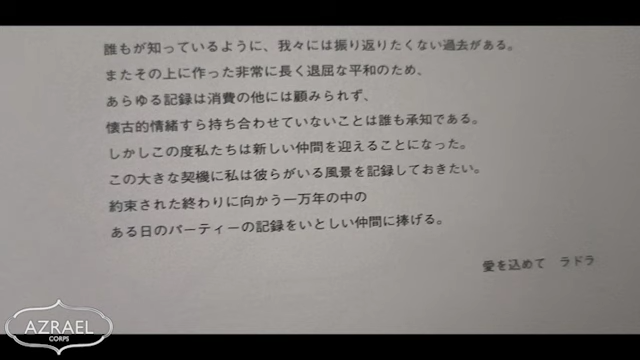 誰もが知っているように、我々には振り返りたくない過去がある。
またその上に作った非常に長く退屈な平和のため、
あらゆる記録は消費の他には顧みられず、
懐古的情緒すら持ち合わせていないことは誰も承知である。
しかしこの度私たちは新しい仲間を迎えることになった。
この大きな契機に私は彼らがいる風景を記録しておきたい。
約束された終わりに向かう一万年の中の
ある日のパーティーの記録をいとしい仲間に捧げる。
愛を込めて　ラドラ
AZRAEL
CORPS